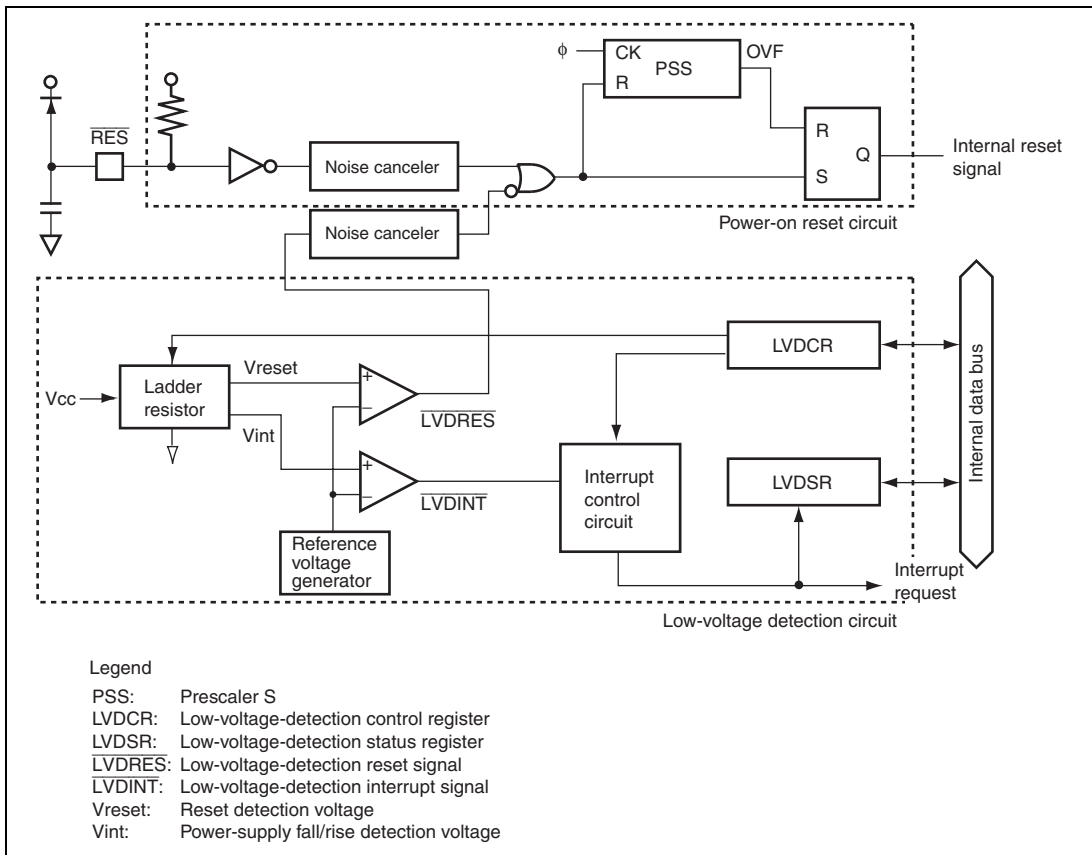 φ
CK
PSS
R
OVF
RES
Noise canceler
R
Q
S
Internal reset
signal
Noise canceler
Power-on reset circuit
Vcc
Ladder
resistor
Vreset
Vint
+
−
LVDRES
+
−
LVDINT
Reference
voltage
generator
Interrupt
control
circuit
LVDCR
LVDSR
Internal data bus
Interrupt
request
Low-voltage detection circuit
Legend
PSS: Prescaler S
LVDCR: Low-voltage-detection control register
LVDSR: Low-voltage-detection status register
LVDRES: Low-voltage-detection reset signal
LVDINT: Low-voltage-detection interrupt signal
Vreset: Reset detection voltage
Vint: Power-supply fall/rise detection voltage